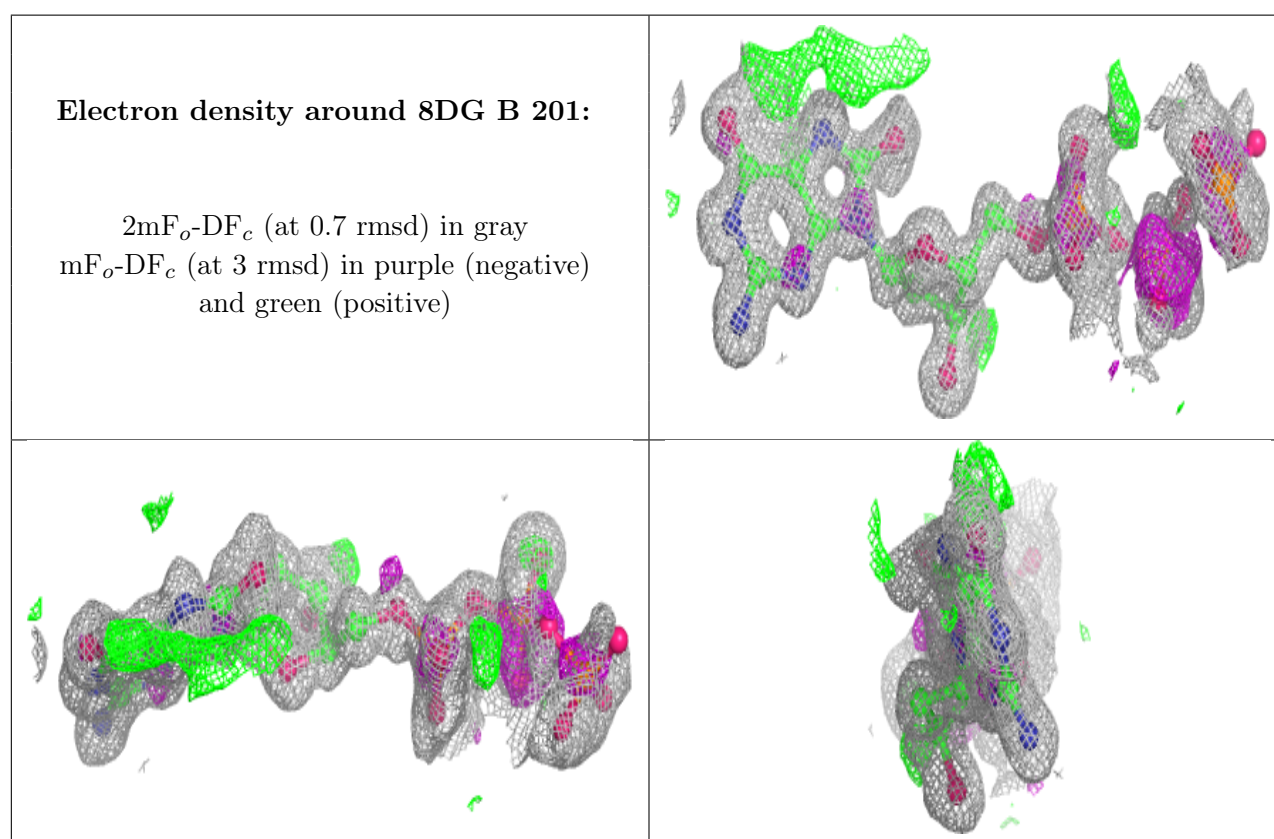 Electron density around 8DG B 201:
2mFo-DFc (at 0.7 rmsd) in gray
mFo-DFc (at 3 rmsd) in purple (negative)
and green (positive)